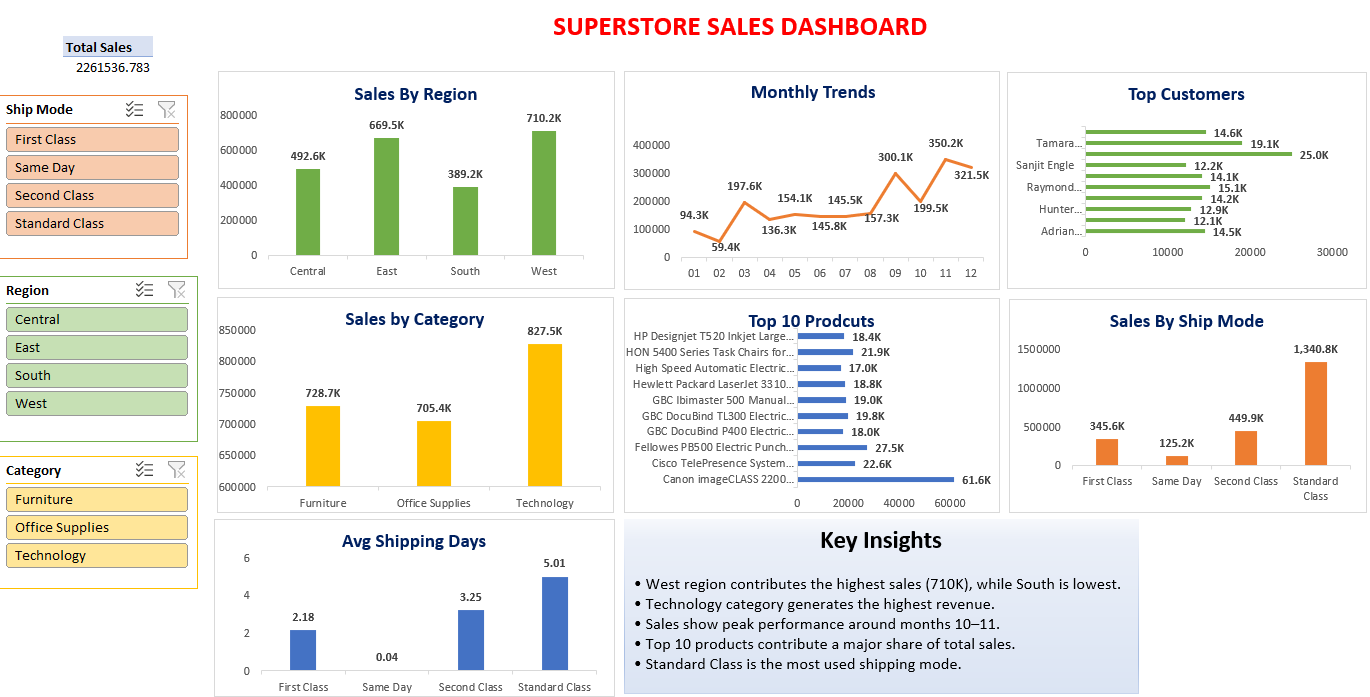 SUPERSTORE SALES DASHBOARD
Total Sales
2261536.783
Ship Mode
First Class
Same Day
Second Class
Standard Class
Region
Central
East
South
West
Category
Furniture
Office Supplies
Technology
Sales By Region
800000
600000
400000
200000
0
492.6K
669.5K
389.2K
710.2K
Central East South West
Monthly Trends
400000
300000
200000
100000
0
94.3K
59.4K
197.6K
136.3K
154.1K
145.8K
145.5K
157.3K
300.1K
199.5K
350.2K
321.5K
01 02 03 04 05 06 07 08 09 10 11 12
Top Customers
14.6K
Tamara... 19.1K
25.0K
Sanjit Engle 12.2K
14.1K
Raymond... 15.1K
14.2K
Hunter... 12.9K
12.1K
Adrian... 14.5K
0 10000 20000 30000
Sales by Category
850000
800000
750000
700000
650000
600000
728.7K
705.4K
827.5K
Furniture Office Supplies Technology
Top 10 Prodcuts
HP Designjet T520 Inkjet Large... 18.4K
HON 5400 Series Task Chairs for... 21.9K
High Speed Automatic Electric... 17.0K
Hewlett Packard LaserJet 3310... 18.8K
GBC Ibimaster 500 Manual... 19.0K
GBC DocuBind TL300 Electric... 19.8K
GBC DocuBind P400 Electric... 18.0K
Fellowes PB500 Electric Punch... 27.5K
Cisco TelePresence System... 22.6K
Canon imageCLASS 2200... 61.6K
0 20000 40000 60000
Sales By Ship Mode
1500000
1000000
500000
0
345.6K
125.2K
449.9K
1,340.8K
First Class Same Day Second Class Standard
Class
Avg Shipping Days
6
4
2
0
2.18
0.04
3.25
5.01
First Class Same Day Second Class Standard Class
Key Insights
• West region contributes the highest sales (710K), while South is lowest.
• Technology category generates the highest revenue.
• Sales show peak performance around months 10–11.
• Top 10 products contribute a major share of total sales.
• Standard Class is the most used shipping mode.